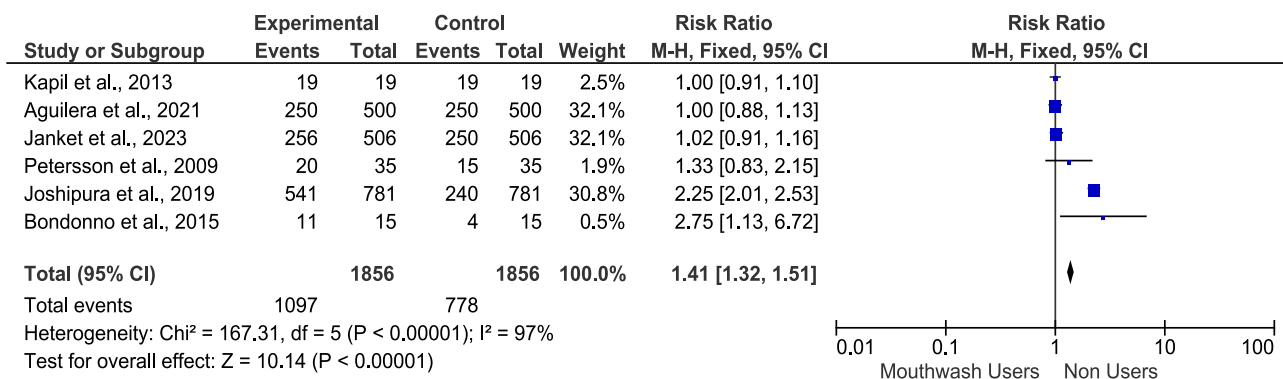 Experimental Control Risk Ratio Risk Ratio
Study or Subgroup Events Total Events Total Weight M-H, Fixed, 95% CI M-H, Fixed, 95% CI
Kapil et al., 2013 19 19 19 19 2.5% 1.00 [0.91, 1.10]
Aguilera et al., 2021 250 500 250 500 32.1% 1.00 [0.88, 1.13]
Janket et al., 2023 256 506 250 506 32.1% 1.02 [0.91, 1.16]
Petersson et al., 2009 20 35 15 35 1.9% 1.33 [0.83, 2.15]
Joshipura et al., 2019 541 781 240 781 30.8% 2.25 [2.01, 2.53]
Bondonno et al., 2015 11 15 4 15 0.5% 2.75 [1.13, 6.72]
Total (95% CI) 1856 1856 100.0% 1.41 [1.32, 1.51]
Total events 1097 778
Heterogeneity: Chi² = 167.31, df = 5 (P < 0.00001); I² = 97%
Test for overall effect: Z = 10.14 (P < 0.00001)
0.01 0.1 1 10 100
Mouthwash Users Non Users